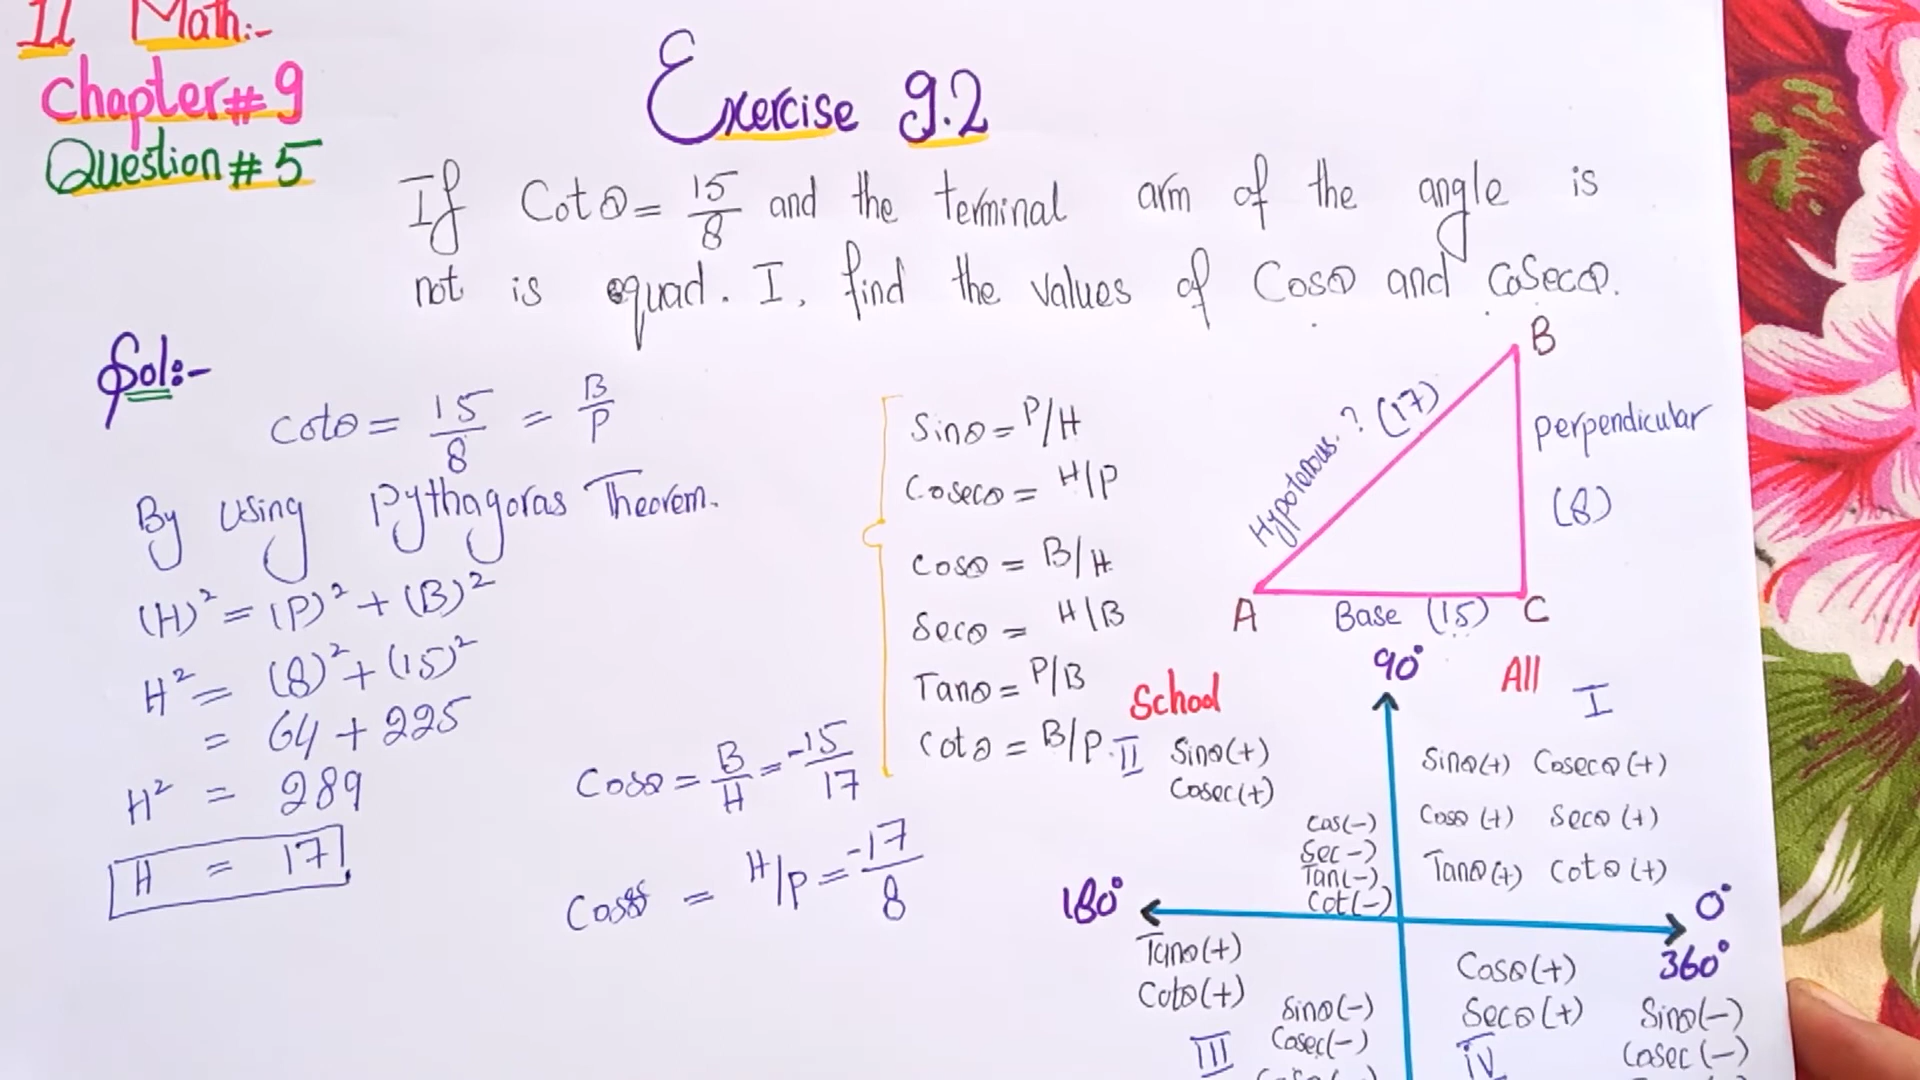 11 Math:-
Chapter#9
Question#5
Exercise 9.2
If Cotθ = 15/8 and the terminal arm of the angle is
not is quad. I, find the values of Cosθ and Cosecθ.
Sol:-
Cotθ = 15/8 = B/P
By using Pythagoras Theorem.
(H)² = (P)² + (B)²
H² = (8)² + (15)²
= 64 + 225
H² = 289
H = 17
Cosθ = B/H = -15/17
= H/P = -17/8
Sinθ = P/H
Cosecθ = H/P
Cosθ = B/H
Secθ = H/B
Tanθ = P/B
Cotθ = B/P
B
Hypotenous. ? (17)
perpendicular
(8)
A Base (15) C
90°
School
All
II
I
Sinθ(+)
Cosec(+)
Cos(-)
Sec(-)
Tan(-)
Cot(-)
Sinθ(+) Cosecθ(+)
Cosθ(+) Secθ(+)
Tanθ(+) Cotθ(+)
180°
0°
360°
Tanθ(+)
Cotθ(+)
Sinθ(-)
Cosec(-)
III
Cosθ(+)
Secθ(+)
Sinθ(-)
Cosec(-)
IV